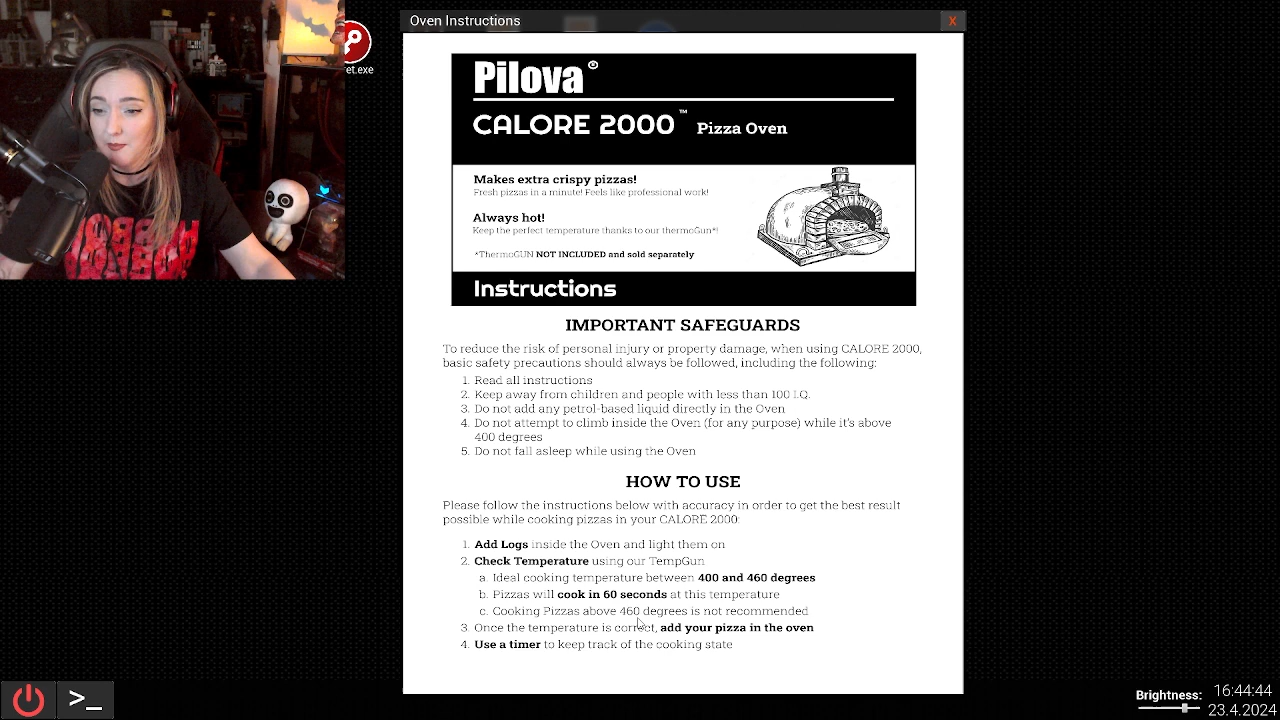 Oven Instructions
X
ret.exe
Pilova
CALORE 2000™ Pizza Oven
Makes extra crispy pizzas!
Fresh pizzas in a minute! Feels like professional work!
Always hot!
Keep the perfect temperature thanks to our thermoGun*!
*ThermoGUN NOT INCLUDED and sold separately
Instructions
IMPORTANT SAFEGUARDS
To reduce the risk of personal injury or property damage, when using CALORE 2000,
basic safety precautions should always be followed, including the following:
1. Read all instructions
2. Keep away from children and people with less than 100 I.Q.
3. Do not add any petrol-based liquid directly in the Oven
4. Do not attempt to climb inside the Oven (for any purpose) while it's above
400 degrees
5. Do not fall asleep while using the Oven
HOW TO USE
Please follow the instructions below with accuracy in order to get the best result
possible while cooking pizzas in your CALORE 2000:
1. Add Logs inside the Oven and light them on
2. Check Temperature using our TempGun
a. Ideal cooking temperature between 400 and 460 degrees
b. Pizzas will cook in 60 seconds at this temperature
c. Cooking Pizzas above 460 degrees is not recommended
3. Once the temperature is correct, add your pizza in the oven
4. Use a timer to keep track of the cooking state
>_
Brightness:
16:44:44
23.4.2024